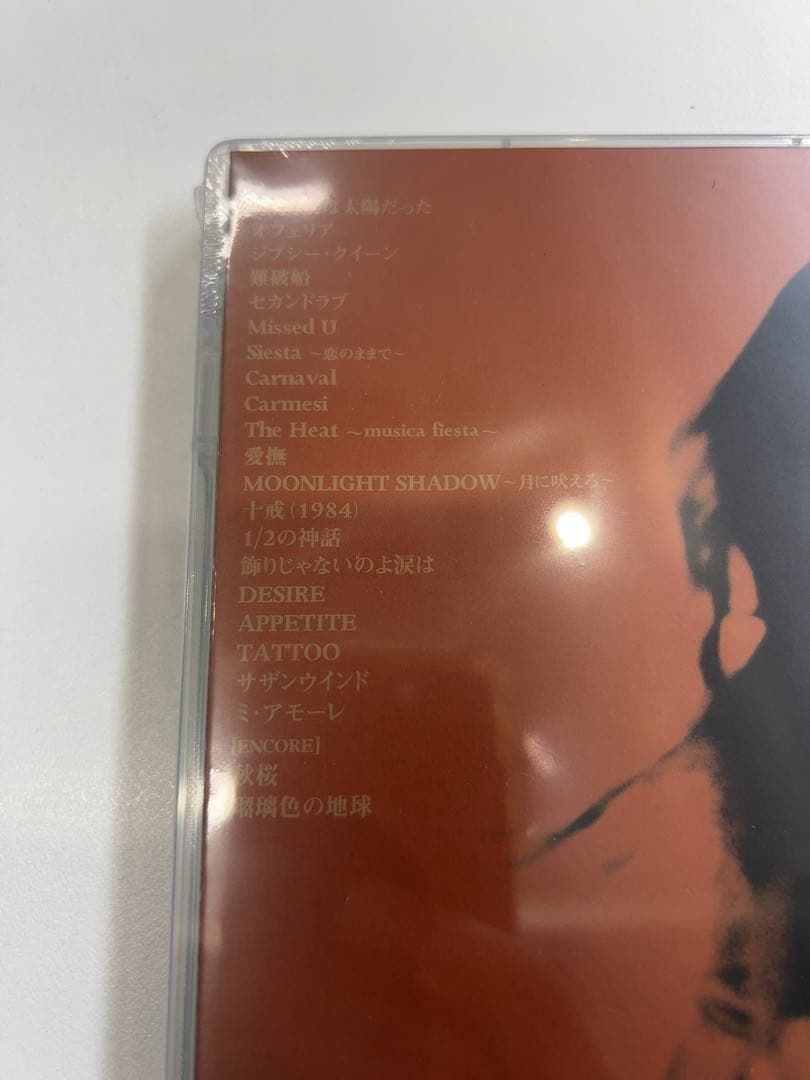 太陽だった
オフェリア
ジプシー・クイーン
難破船
セカンドラブ
Missed U
Siesta ～恋のままで～
Carnaval
Carmesi
The Heat ～musica fiesta～
愛撫
MOONLIGHT SHADOW～月に吠えろ～
十戒(1984)
1/2の神話
飾りじゃないのよ涙は
DESIRE
APPETITE
TATTOO
サザンウインド
ミ・アモーレ
[ENCORE]
秋桜
瑠璃色の地球